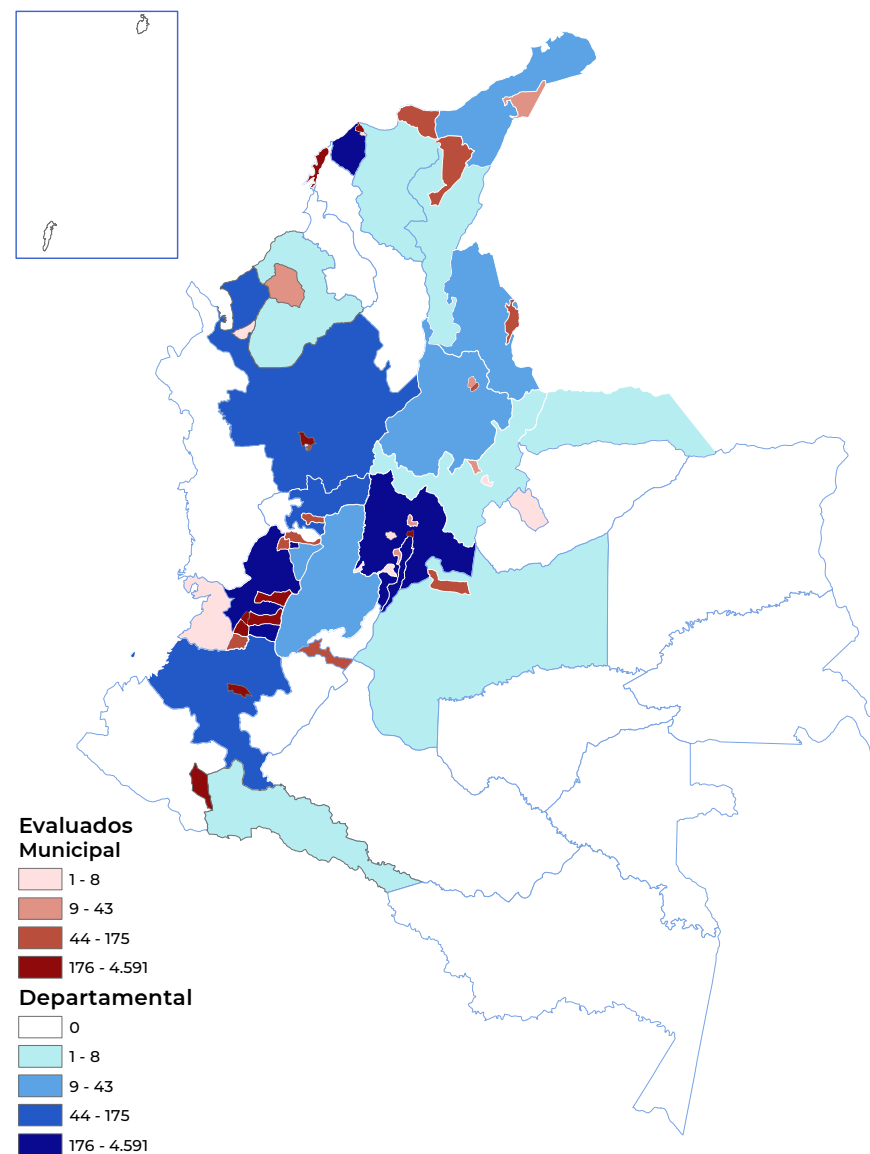 Evaluados
Municipal
1 - 8
9 - 43
44 - 175
176 - 4.591
Departamental
0
1 - 8
9 - 43
44 - 175
176 - 4.591